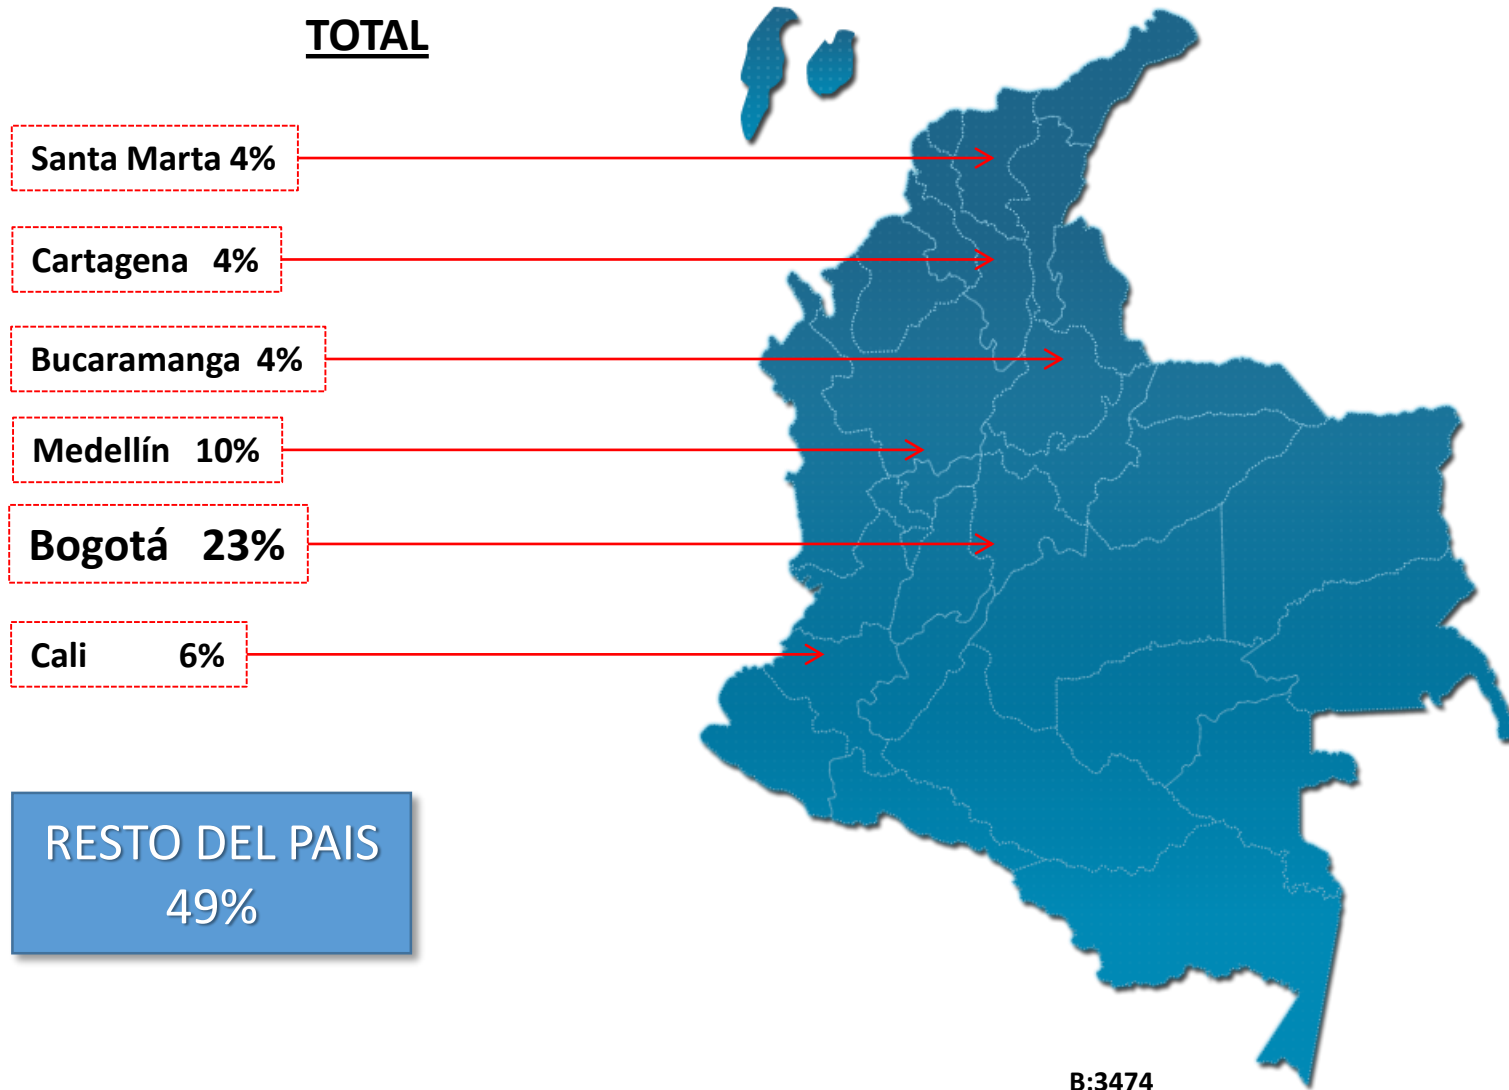 TOTAL
Santa Marta 4%
Cartagena 4%
Bucaramanga 4%
Medellín 10%
Bogotá 23%
Cali 6%
RESTO DEL PAIS
49%
B:3474